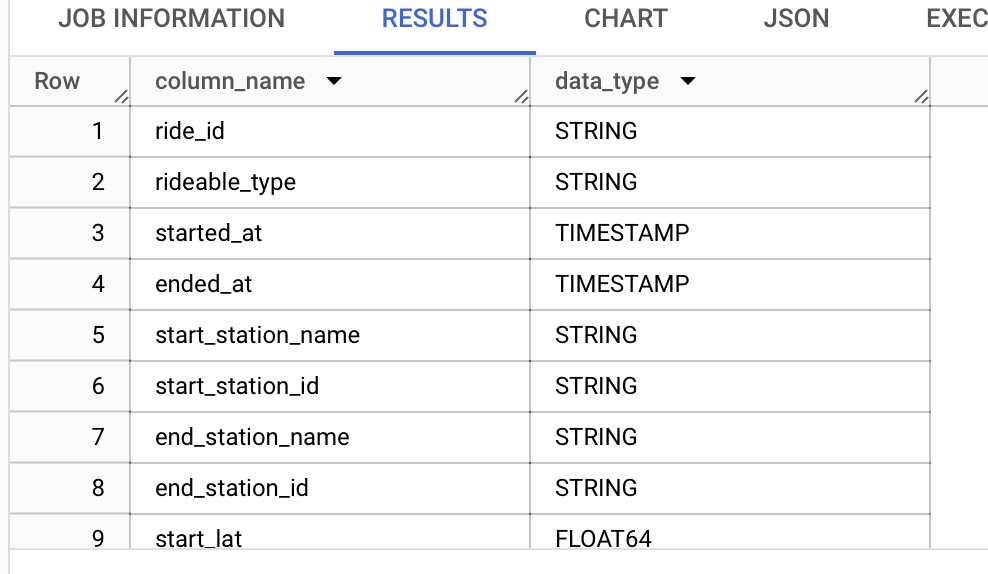 JOB INFORMATION RESULTS CHART JSON EXEC
Row column_name data_type
1 ride_id STRING
2 rideable_type STRING
3 started_at TIMESTAMP
4 ended_at TIMESTAMP
5 start_station_name STRING
6 start_station_id STRING
7 end_station_name STRING
8 end_station_id STRING
9 start_lat FLOAT64